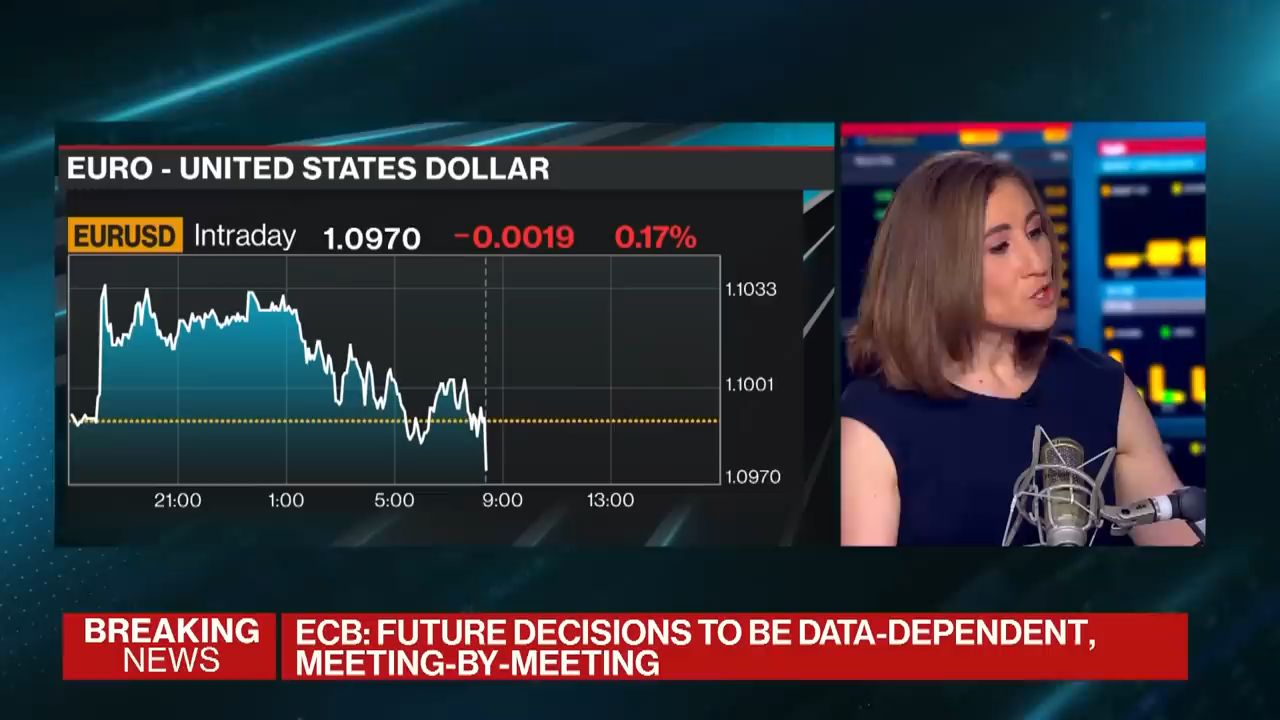 EURO - UNITED STATES DOLLAR
EURUSD Intraday 1.0970 -0.0019 0.17%
1.1033
1.1001
1.0970
21:00 1:00 5:00 9:00 13:00
BREAKING
NEWS
ECB: FUTURE DECISIONS TO BE DATA-DEPENDENT,
MEETING-BY-MEETING